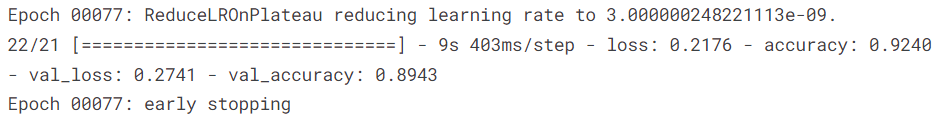 Epoch 00077: ReduceLROnPlateau reducing learning rate to 3.000000248221113e-09.
22/21 [==============================] - 9s 403ms/step - loss: 0.2176 - accuracy: 0.9240
- val_loss: 0.2741 - val_accuracy: 0.8943
Epoch 00077: early stopping